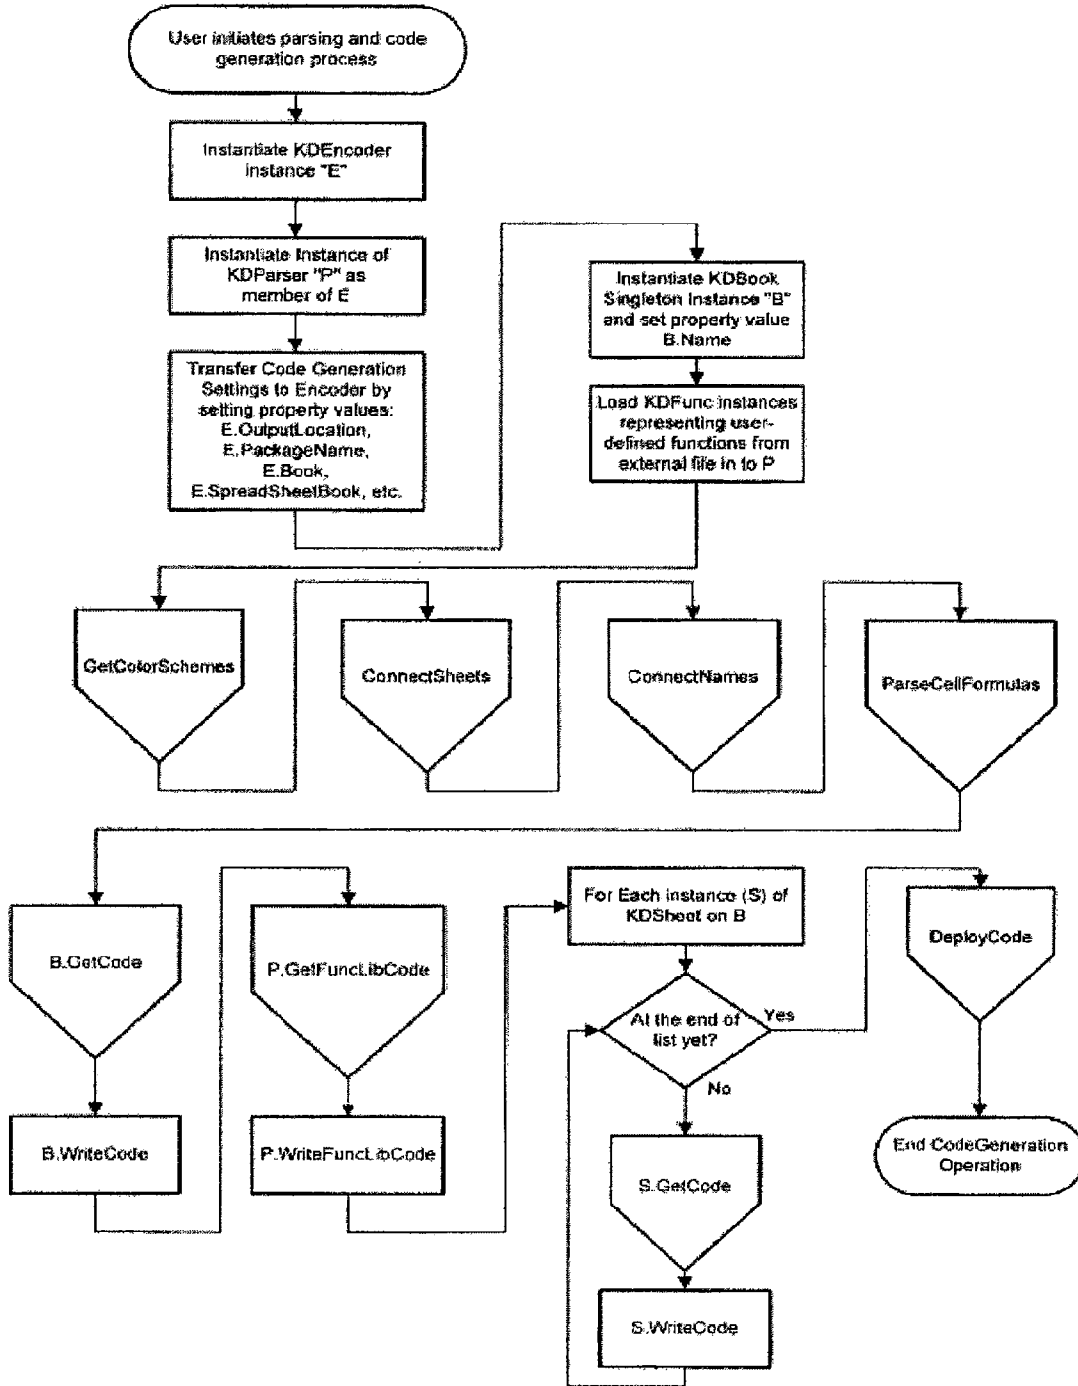 User initiates parsing and code
generation process
Instantiate KDEncoder
instance "E"
Instantiate Instance of
KDParser "P" as
member of E
Transfer Code Generation
Settings to Encoder by
setting property values:
E.OutputLocation,
E.PackageName,
E.Book,
E.SpreadSheetBook, etc.
Instantiate KDBook
Singleton Instance "B"
and set property value
B.Name
Load KDFunc instances
representing user-
defined functions from
external file in to P
GetColorSchemes
ConnectSheets
ConnectNames
ParseCellFormulas
B.GetCode
B.WriteCode
P.GetFuncLibCode
P.WriteFuncLibCode
For Each instance (S) of
KDSheet on B
At the end of
list yet?
Yes
No
S.GetCode
S.WriteCode
DeployCode
End CodeGeneration
Operation